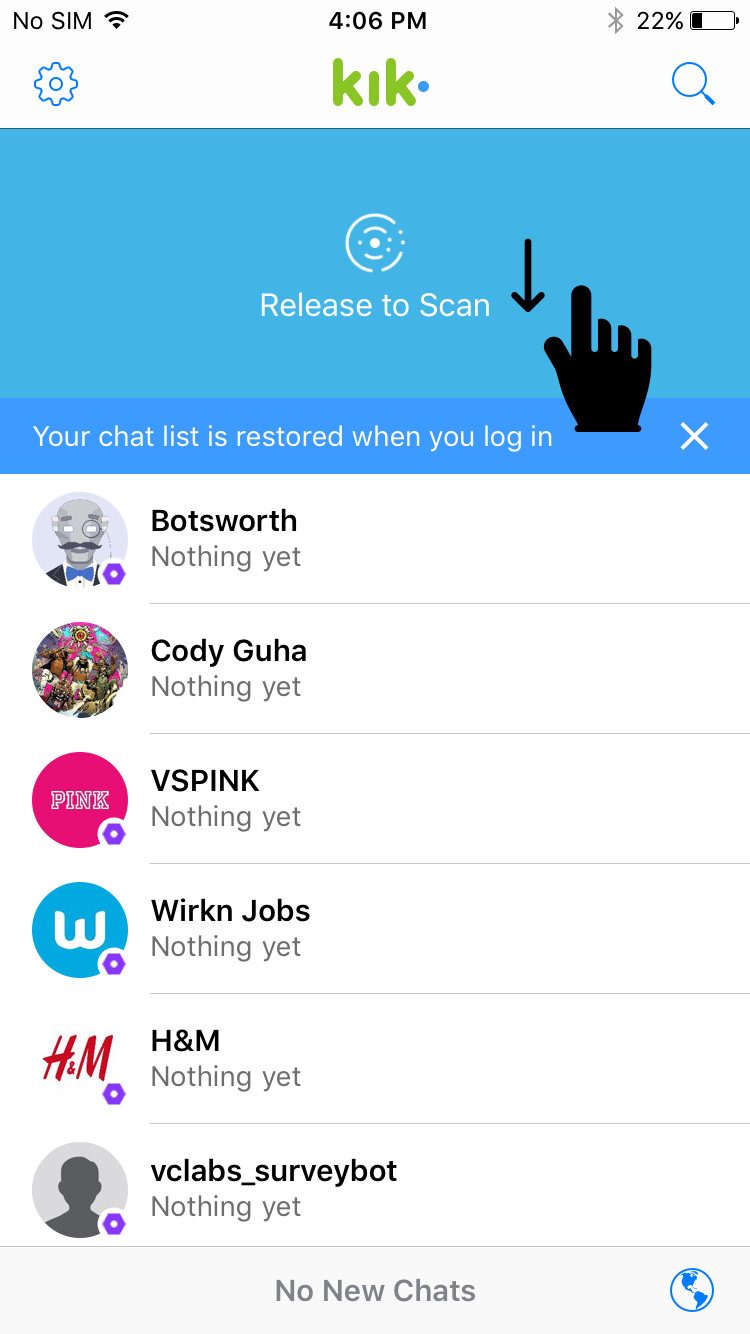 No SIM 4:06 PM 22%
kik
Release to Scan
Your chat list is restored when you log in
Botsworth
Nothing yet
Cody Guha
Nothing yet
PINK
VSPINK
Nothing yet
W
Wirkn Jobs
Nothing yet
H&M
H&M
Nothing yet
vclabs_surveybot
Nothing yet
No New Chats